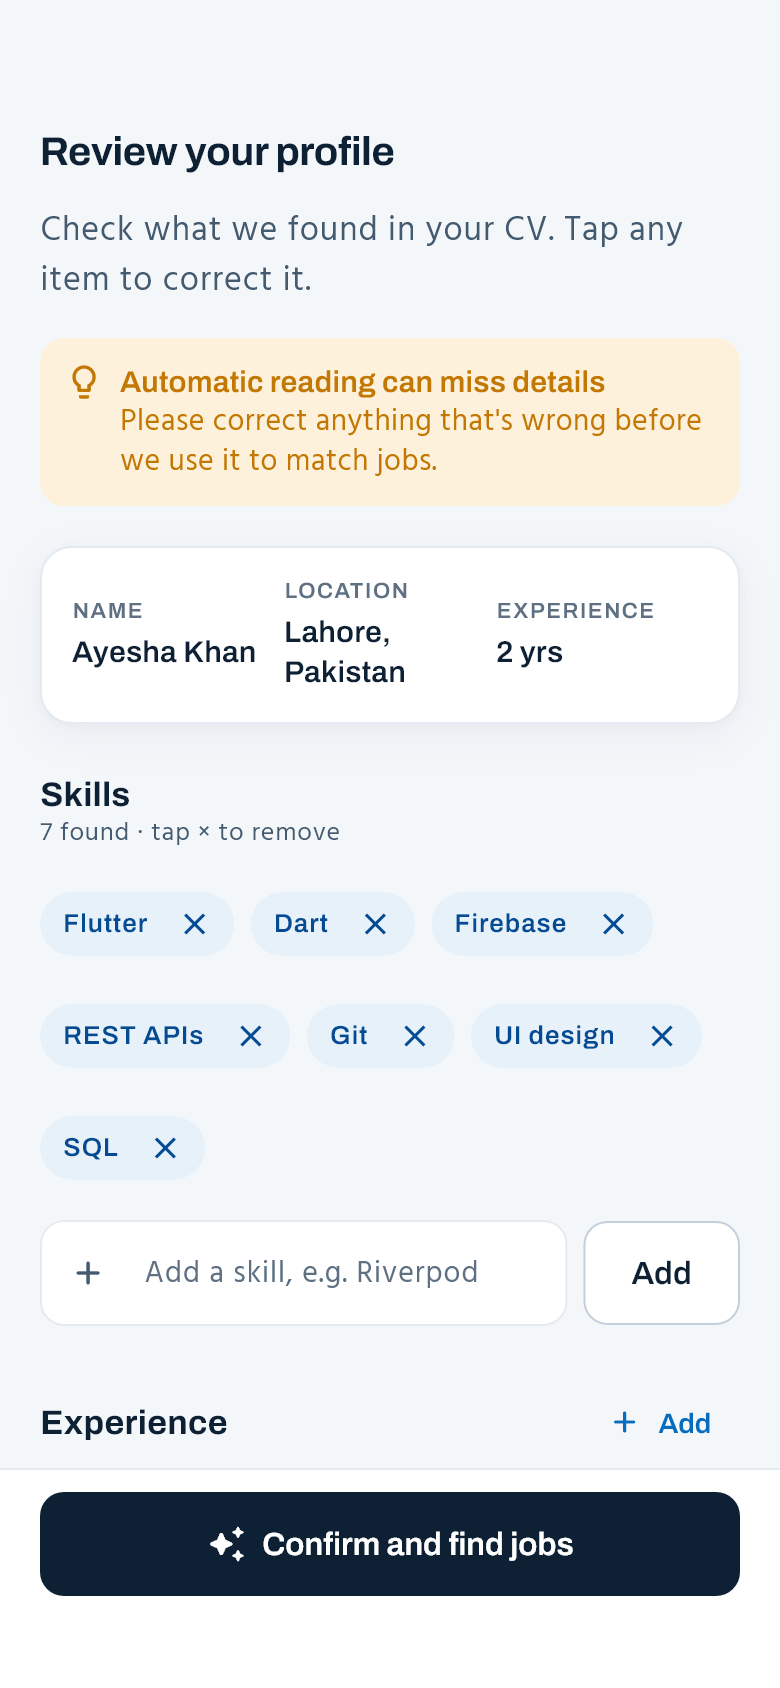 Review your profile
Check what we found in your CV. Tap any
item to correct it.
Automatic reading can miss details
Please correct anything that's wrong before
we use it to match jobs.
NAME
Ayesha Khan
LOCATION
Lahore,
Pakistan
EXPERIENCE
2 yrs
Skills
7 found · tap × to remove
Flutter
Dart
Firebase
REST APIs
Git
UI design
SQL
Add a skill, e.g. Riverpod
Add
Experience
Add
Confirm and find jobs